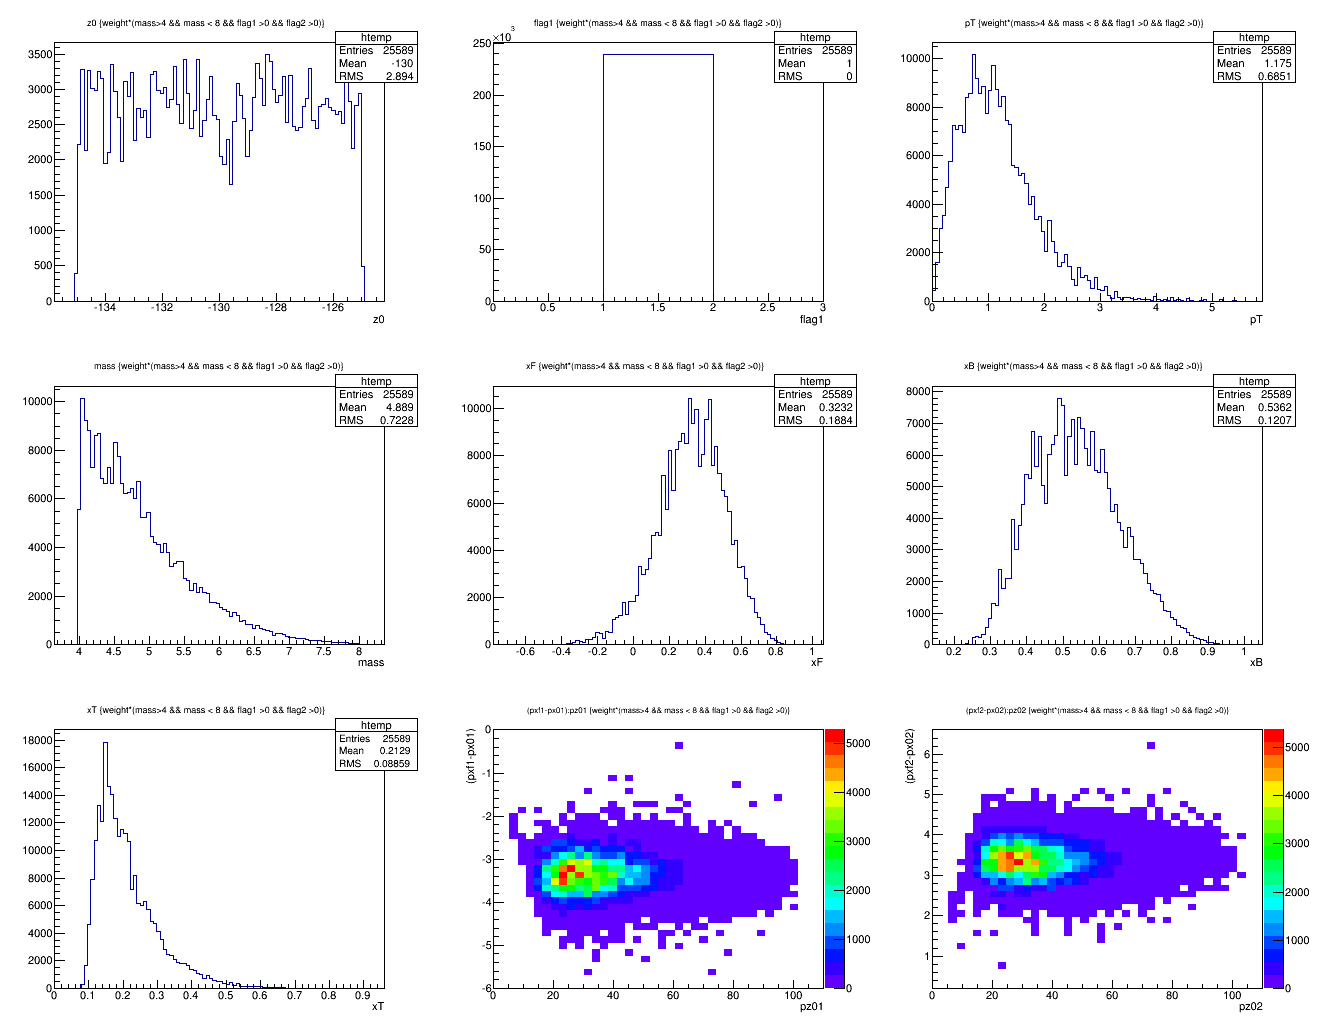 z0 {weight*(mass>4 && mass < 8 && flag1 >0 && flag2 >0)}
htemp
Entries 25589
Mean -130
RMS 2.894
3500
3000
2500
2000
1500
1000
500
0
-134 -132 -130 -128 -126
z0
flag1 {weight*(mass>4 && mass < 8 && flag1 >0 && flag2 >0)}
×10³
htemp
Entries 25589
Mean 1
RMS 0
250
200
150
100
50
0
0 0.5 1 1.5 2 2.5 3
flag1
pT {weight*(mass>4 && mass < 8 && flag1 >0 && flag2 >0)}
htemp
Entries 25589
Mean 1.175
RMS 0.6851
10000
8000
6000
4000
2000
0
0 1 2 3 4 5
pT
mass {weight*(mass>4 && mass < 8 && flag1 >0 && flag2 >0)}
htemp
Entries 25589
Mean 4.889
RMS 0.7228
10000
8000
6000
4000
2000
0
4 4.5 5 5.5 6 6.5 7 7.5 8
mass
xF {weight*(mass>4 && mass < 8 && flag1 >0 && flag2 >0)}
htemp
Entries 25589
Mean 0.3232
RMS 0.1884
10000
8000
6000
4000
2000
0
-0.6 -0.4 -0.2 0 0.2 0.4 0.6 0.8 1
xF
xB {weight*(mass>4 && mass < 8 && flag1 >0 && flag2 >0)}
htemp
Entries 25589
Mean 0.5362
RMS 0.1207
8000
7000
6000
5000
4000
3000
2000
1000
0
0.2 0.3 0.4 0.5 0.6 0.7 0.8 0.9 1
xB
xT {weight*(mass>4 && mass < 8 && flag1 >0 && flag2 >0)}
htemp
Entries 25589
Mean 0.2129
RMS 0.08859
18000
16000
14000
12000
10000
8000
6000
4000
2000
0
0 0.1 0.2 0.3 0.4 0.5 0.6 0.7 0.8 0.9
xT
(pxf1-px01):pz01 {weight*(mass>4 && mass < 8 && flag1 >0 && flag2 >0)}
(pxf1-px01)
0
-1
-2
-3
-4
-5
-6
0 20 40 60 80 100
pz01
5000
4000
3000
2000
1000
0
(pxf2-px02):pz02 {weight*(mass>4 && mass < 8 && flag1 >0 && flag2 >0)}
(pxf2-px02)
6
5
4
3
2
1
0 20 40 60 80 100
pz02
5000
4000
3000
2000
1000
0